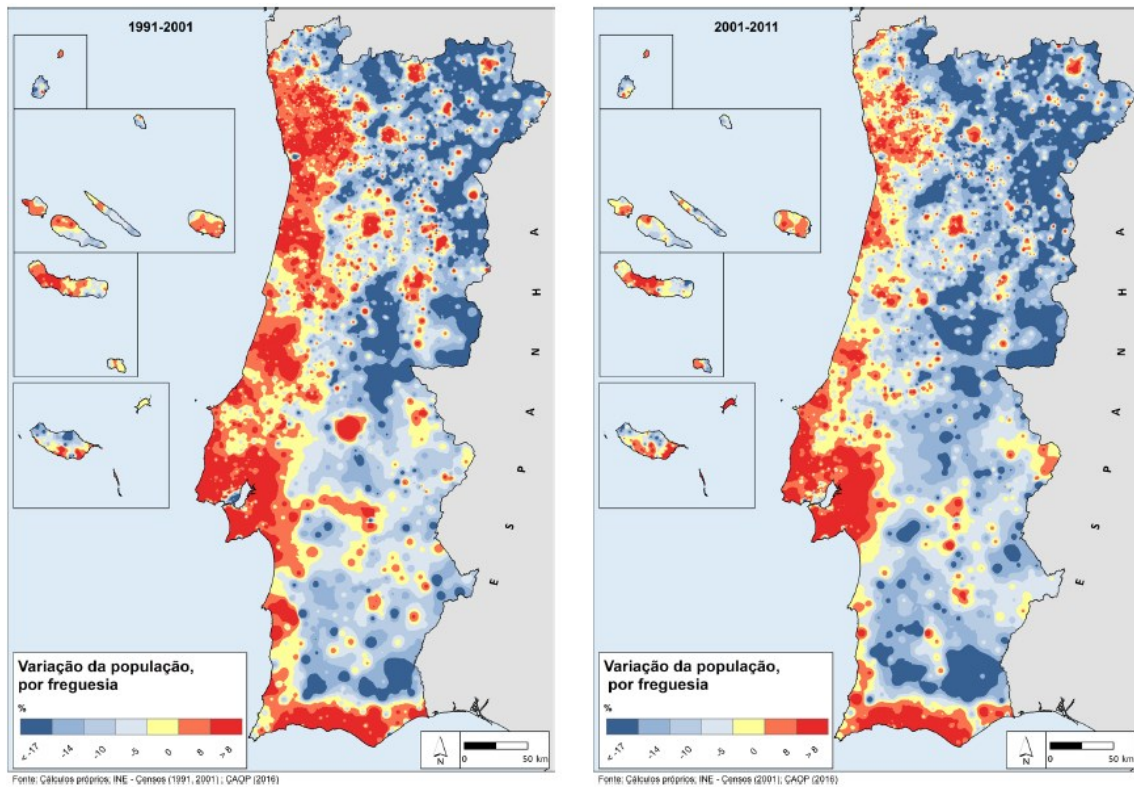 1991-2001
E S P A N H A
Variação da população,
por freguesia
%
< -17 -14 -10 -5 0 8 > 8
N
0 50 km
Fonte: Cálculos próprios; INE - Censos (1991, 2001) ; CAOP (2016)
2001-2011
E S P A N H A
Variação da população,
por freguesia
%
< -17 -14 -10 -5 0 8 > 8
N
0 50 km
Fonte: Cálculos próprios; INE - Censos (2001); CAOP (2016)